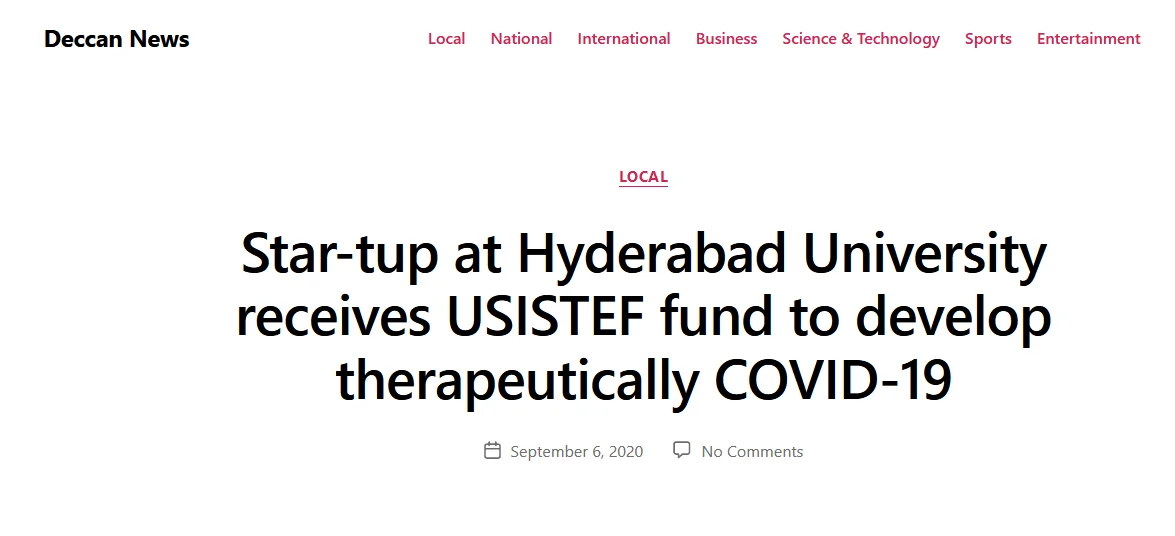 Deccan News
Local National International Business Science & Technology Sports Entertainment
LOCAL
Star-tup at Hyderabad University
receives USISTEF fund to develop
therapeutically COVID-19
September 6, 2020 No Comments